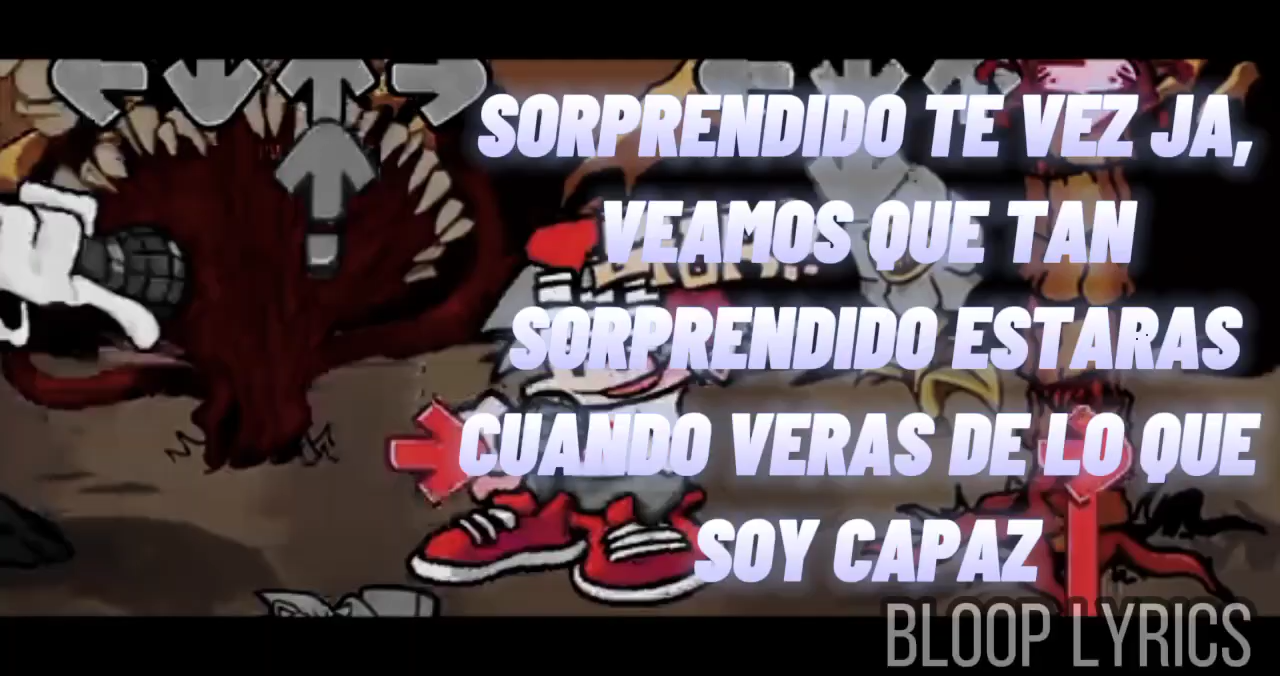 SORPRENDIDO TE VEZ JA,
VEAMOS QUE TAN
SORPRENDIDO ESTARAS
CUANDO VERAS DE LO QUE
SOY CAPAZ
BLOOP LYRICS